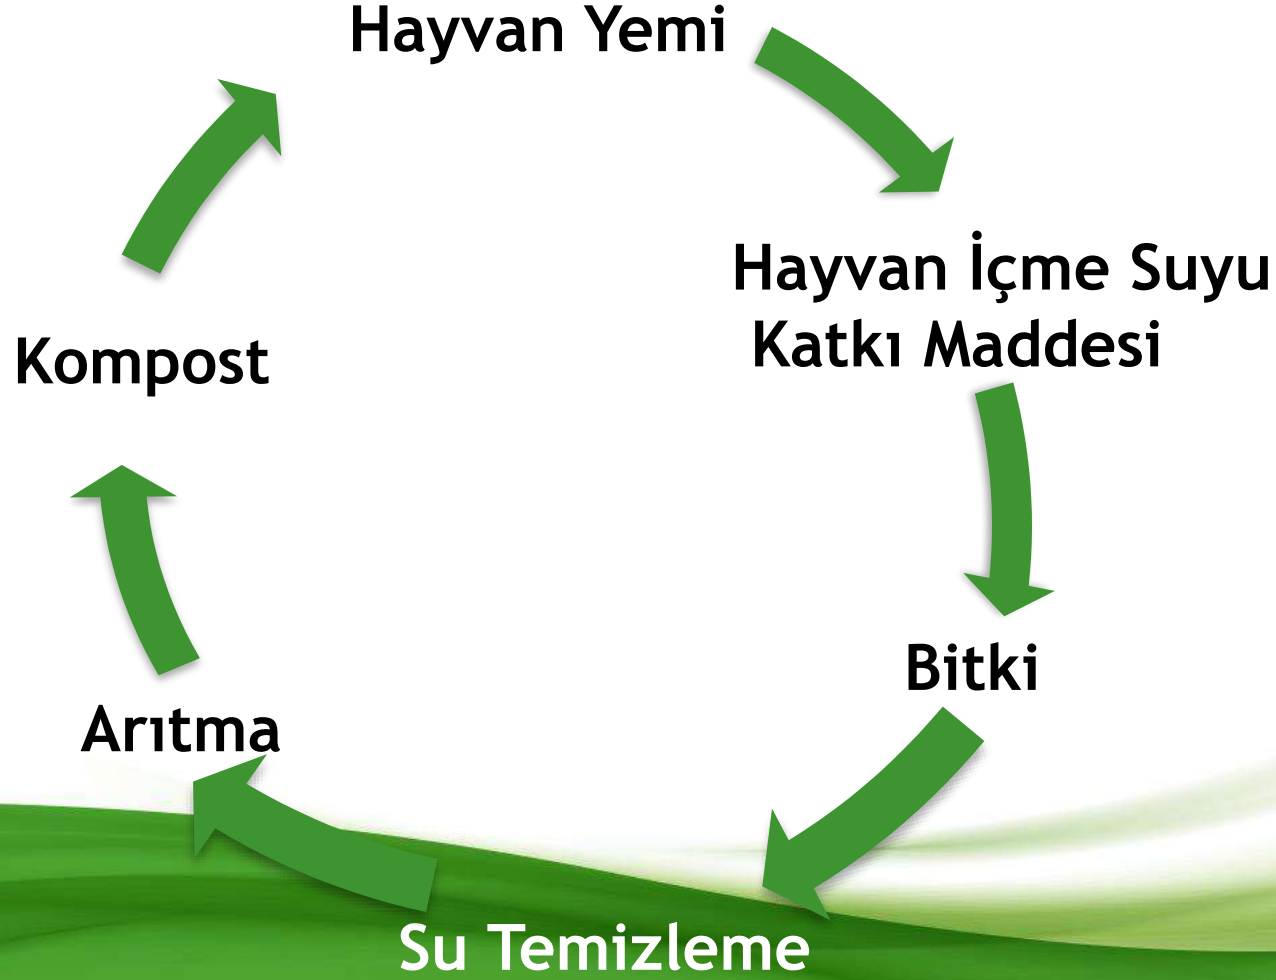 Hayvan Yemi
Hayvan İçme Suyu
Katkı Maddesi
Bitki
Su Temizleme
Arıtma
Kompost